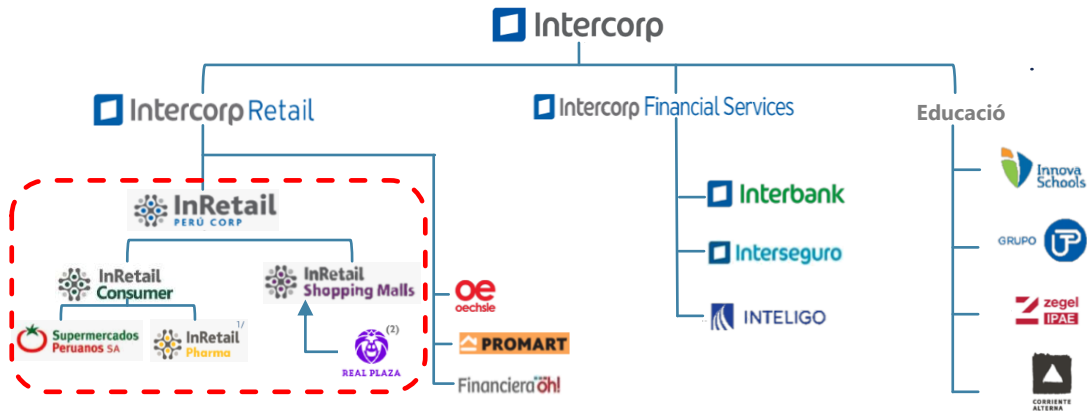 Intercorp
Intercorp Retail
Intercorp Financial Services
Educació
InRetail
PERÚ CORP
InRetail
Consumer
InRetail
Shopping Malls
Supermercados
Peruanos SA
InRetail 1/
Pharma
(2)
REAL PLAZA
oe
oechsle
PROMART
Financiera öh!
Interbank
Interseguro
INTELIGO
Innova
Schools
GRUPO UTP
zegel
IPAE
CORRIENTE
ALTERNA